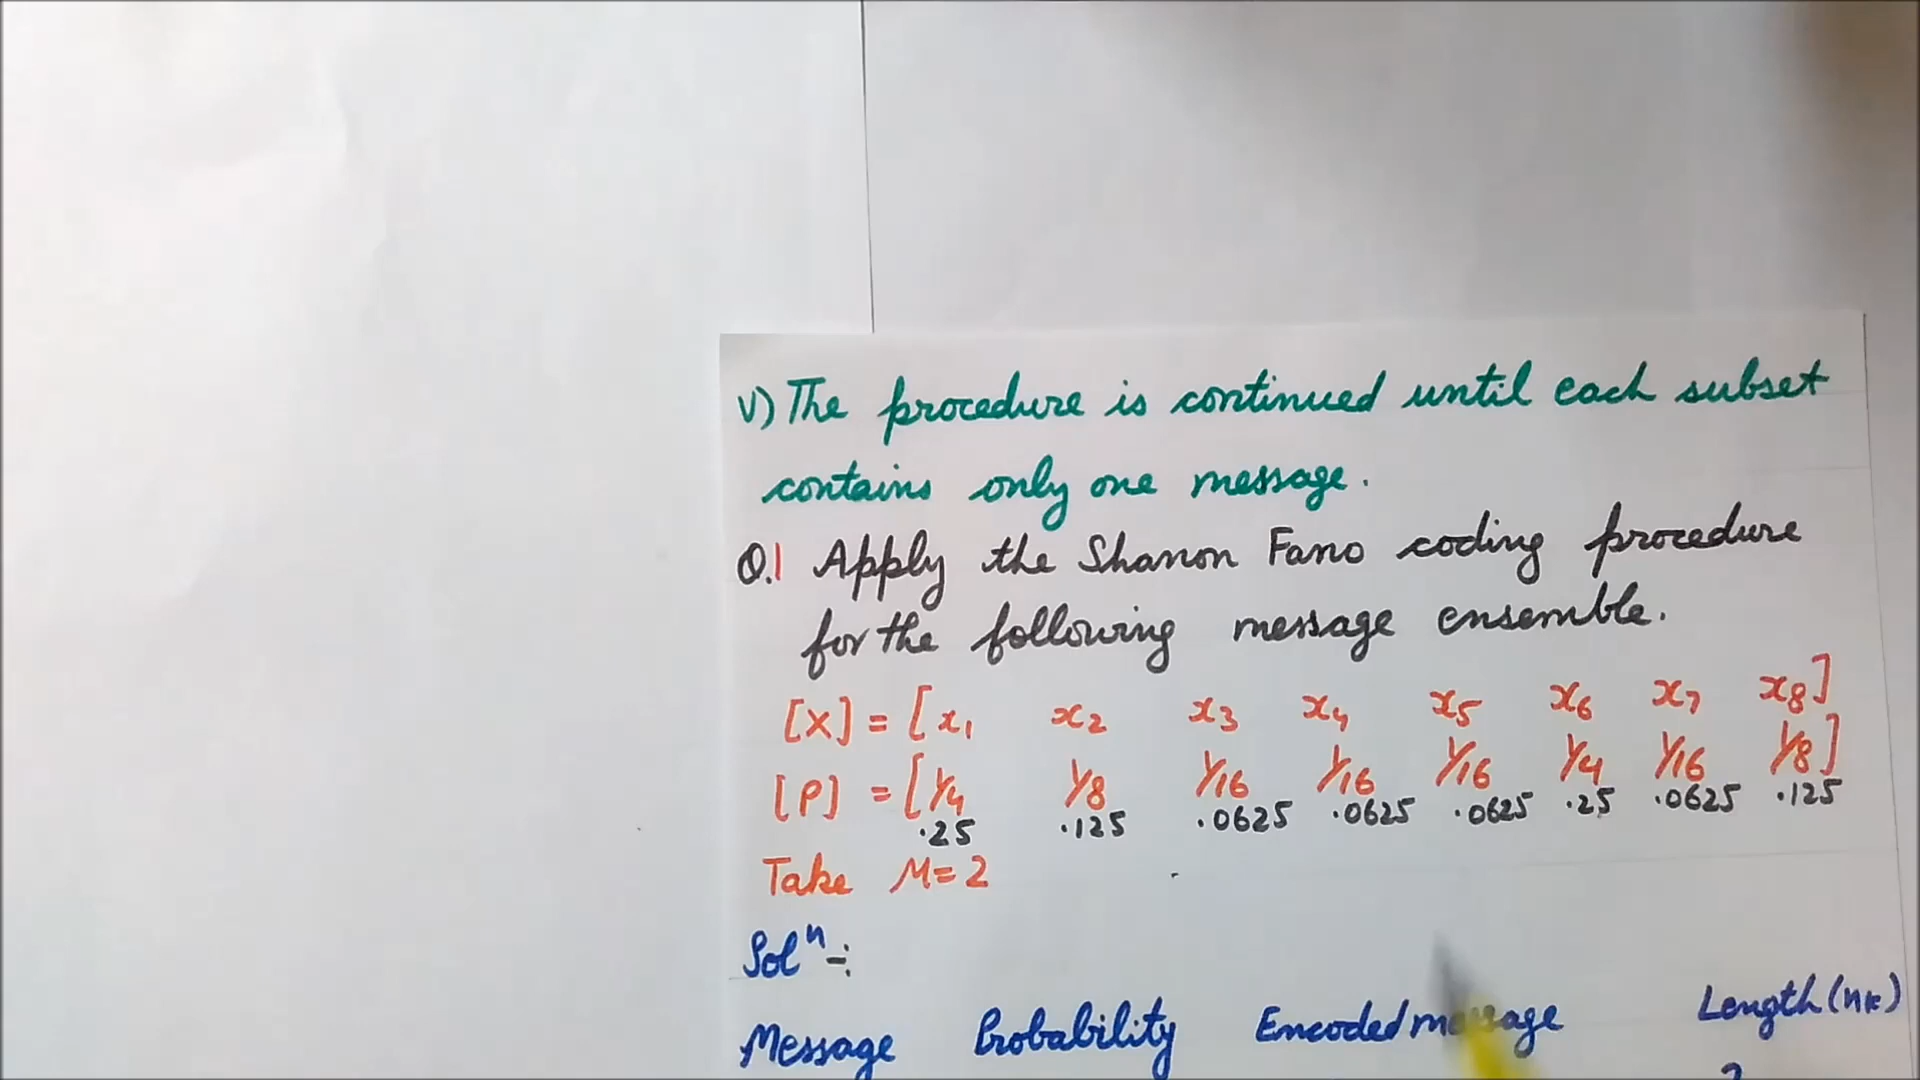 V) The procedure is continued until each subset
contains only one message.
Q.1 Apply the Shanon Fano coding procedure
for the following message ensemble.
[X] = [x₁ x₂ x₃ x₄ x₅ x₆ x₇ x₈]
[P] = [1/4 1/8 1/16 1/16 1/16 1/4 1/16 1/8]
.25 .125 .0625 .0625 .0625 .25 .0625 .125
Take M=2
Solⁿ -:
Message Probability Encoded message Length (nk)